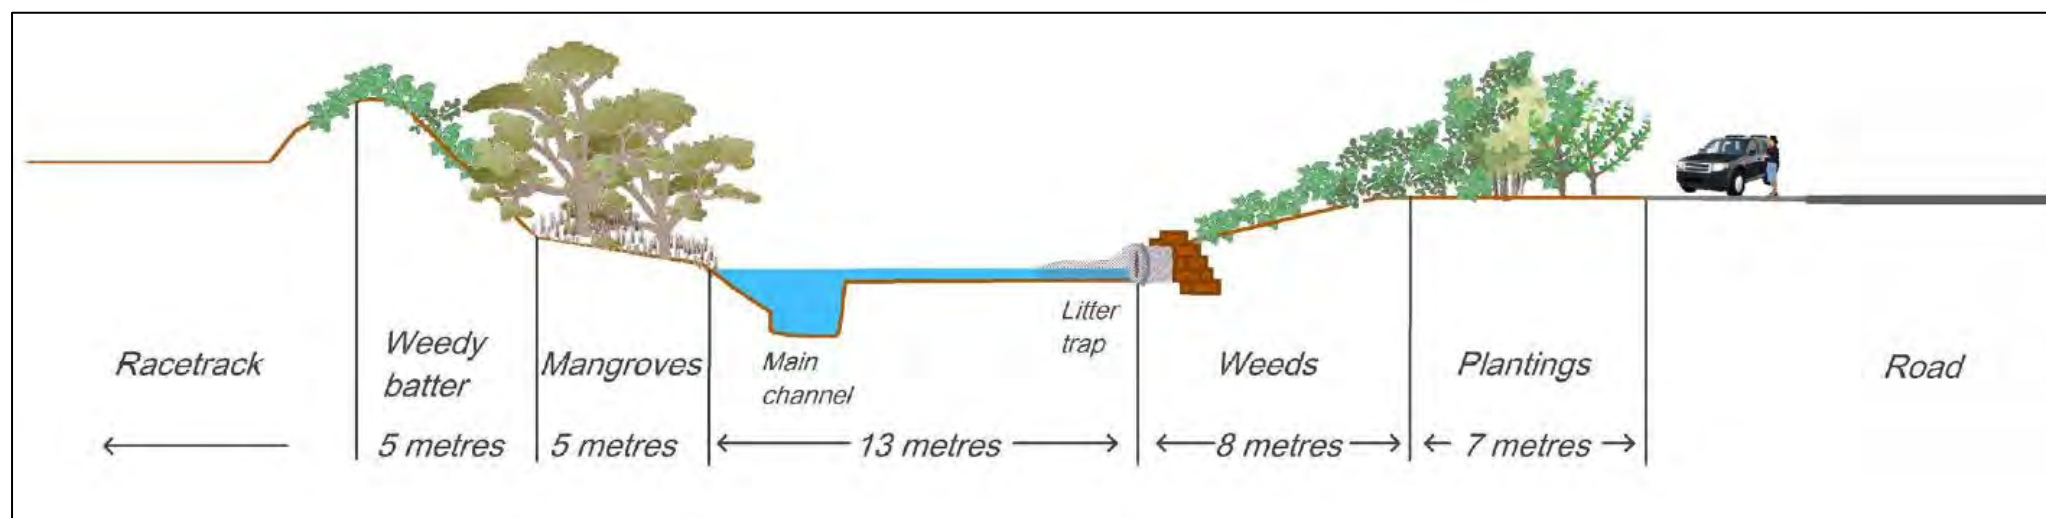 Racetrack
Weedy
batter
Mangroves
Main
channel
Litter
trap
Weeds
Plantings
Road
5 metres
5 metres
13 metres
8 metres
7 metres